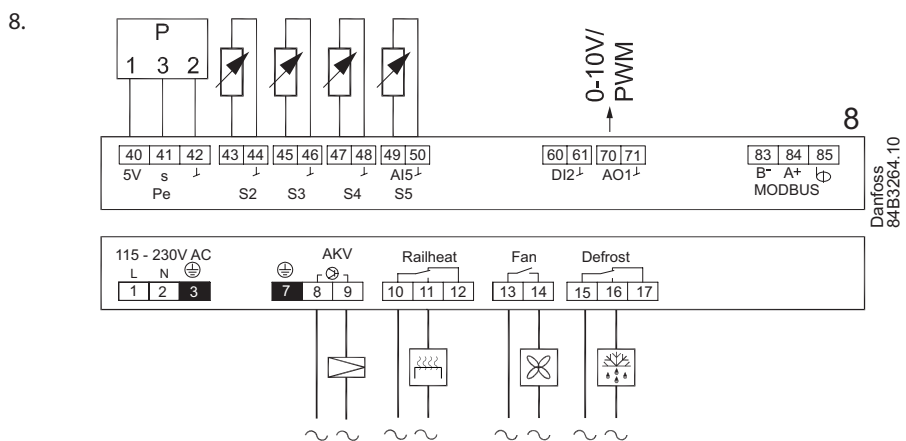 8.
P
1 3 2
0-10V/
PWM
8
40 41 42 43 44 45 46 47 48 49 50 60 61 70 71 83 84 85
5V s AI5 DI2 AO1 B- A+
Pe S2 S3 S4 S5 MODBUS
Danfoss
84B3264.10
115 - 230V AC AKV Railheat Fan Defrost
L N
1 2 3 7 8 9 10 11 12 13 14 15 16 17